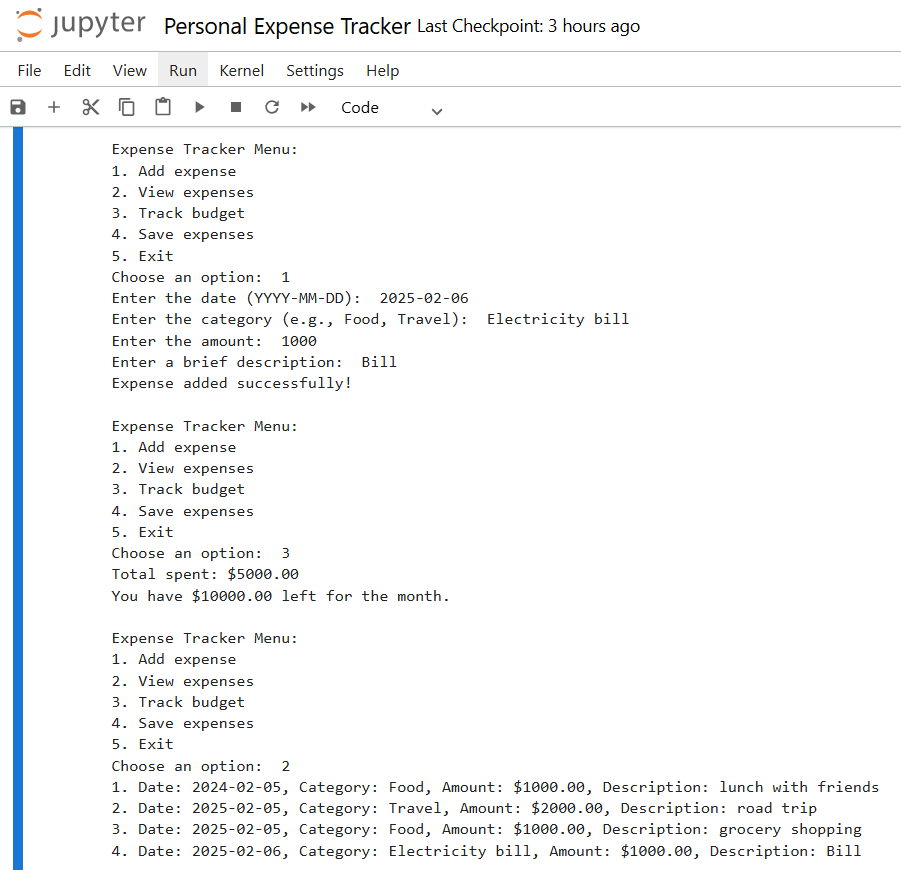 jupyter Personal Expense Tracker Last Checkpoint: 3 hours ago
File Edit View Run Kernel Settings Help
Code
Expense Tracker Menu:
1. Add expense
2. View expenses
3. Track budget
4. Save expenses
5. Exit
Choose an option:  1
Enter the date (YYYY-MM-DD):  2025-02-06
Enter the category (e.g., Food, Travel):  Electricity bill
Enter the amount:  1000
Enter a brief description:  Bill
Expense added successfully!
Expense Tracker Menu:
1. Add expense
2. View expenses
3. Track budget
4. Save expenses
5. Exit
Choose an option:  3
Total spent: $5000.00
You have $10000.00 left for the month.
Expense Tracker Menu:
1. Add expense
2. View expenses
3. Track budget
4. Save expenses
5. Exit
Choose an option:  2
1. Date: 2024-02-05, Category: Food, Amount: $1000.00, Description: lunch with friends
2. Date: 2025-02-05, Category: Travel, Amount: $2000.00, Description: road trip
3. Date: 2025-02-05, Category: Food, Amount: $1000.00, Description: grocery shopping
4. Date: 2025-02-06, Category: Electricity bill, Amount: $1000.00, Description: Bill